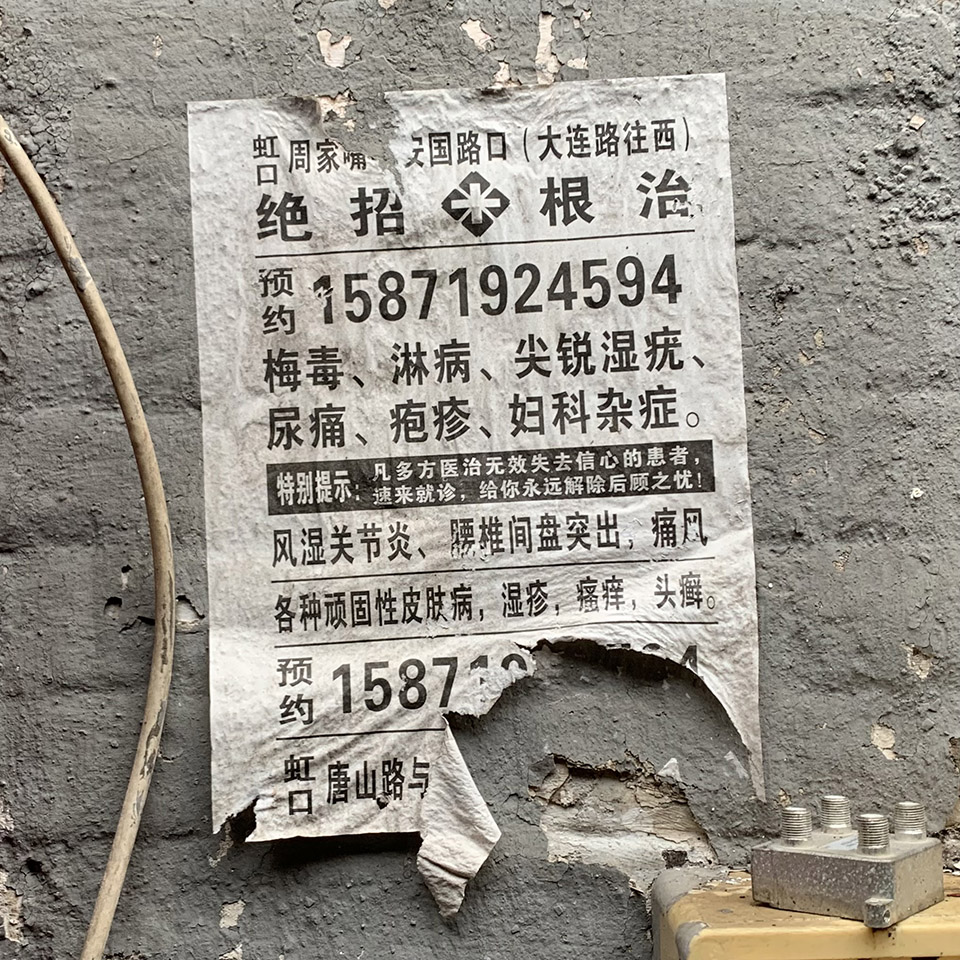 虹口 周家嘴 安国路口（大连路往西）
绝招 根治
预约 15871924594
梅毒、淋病、尖锐湿疣、
尿痛、疱疹、妇科杂症。
特别提示：凡多方医治无效失去信心的患者，
速来就诊，给你永远解除后顾之忧！
风湿关节炎、腰椎间盘突出，痛风
各种顽固性皮肤病，湿疹，瘙痒，头癣。
预约 158719
虹口 唐山路与